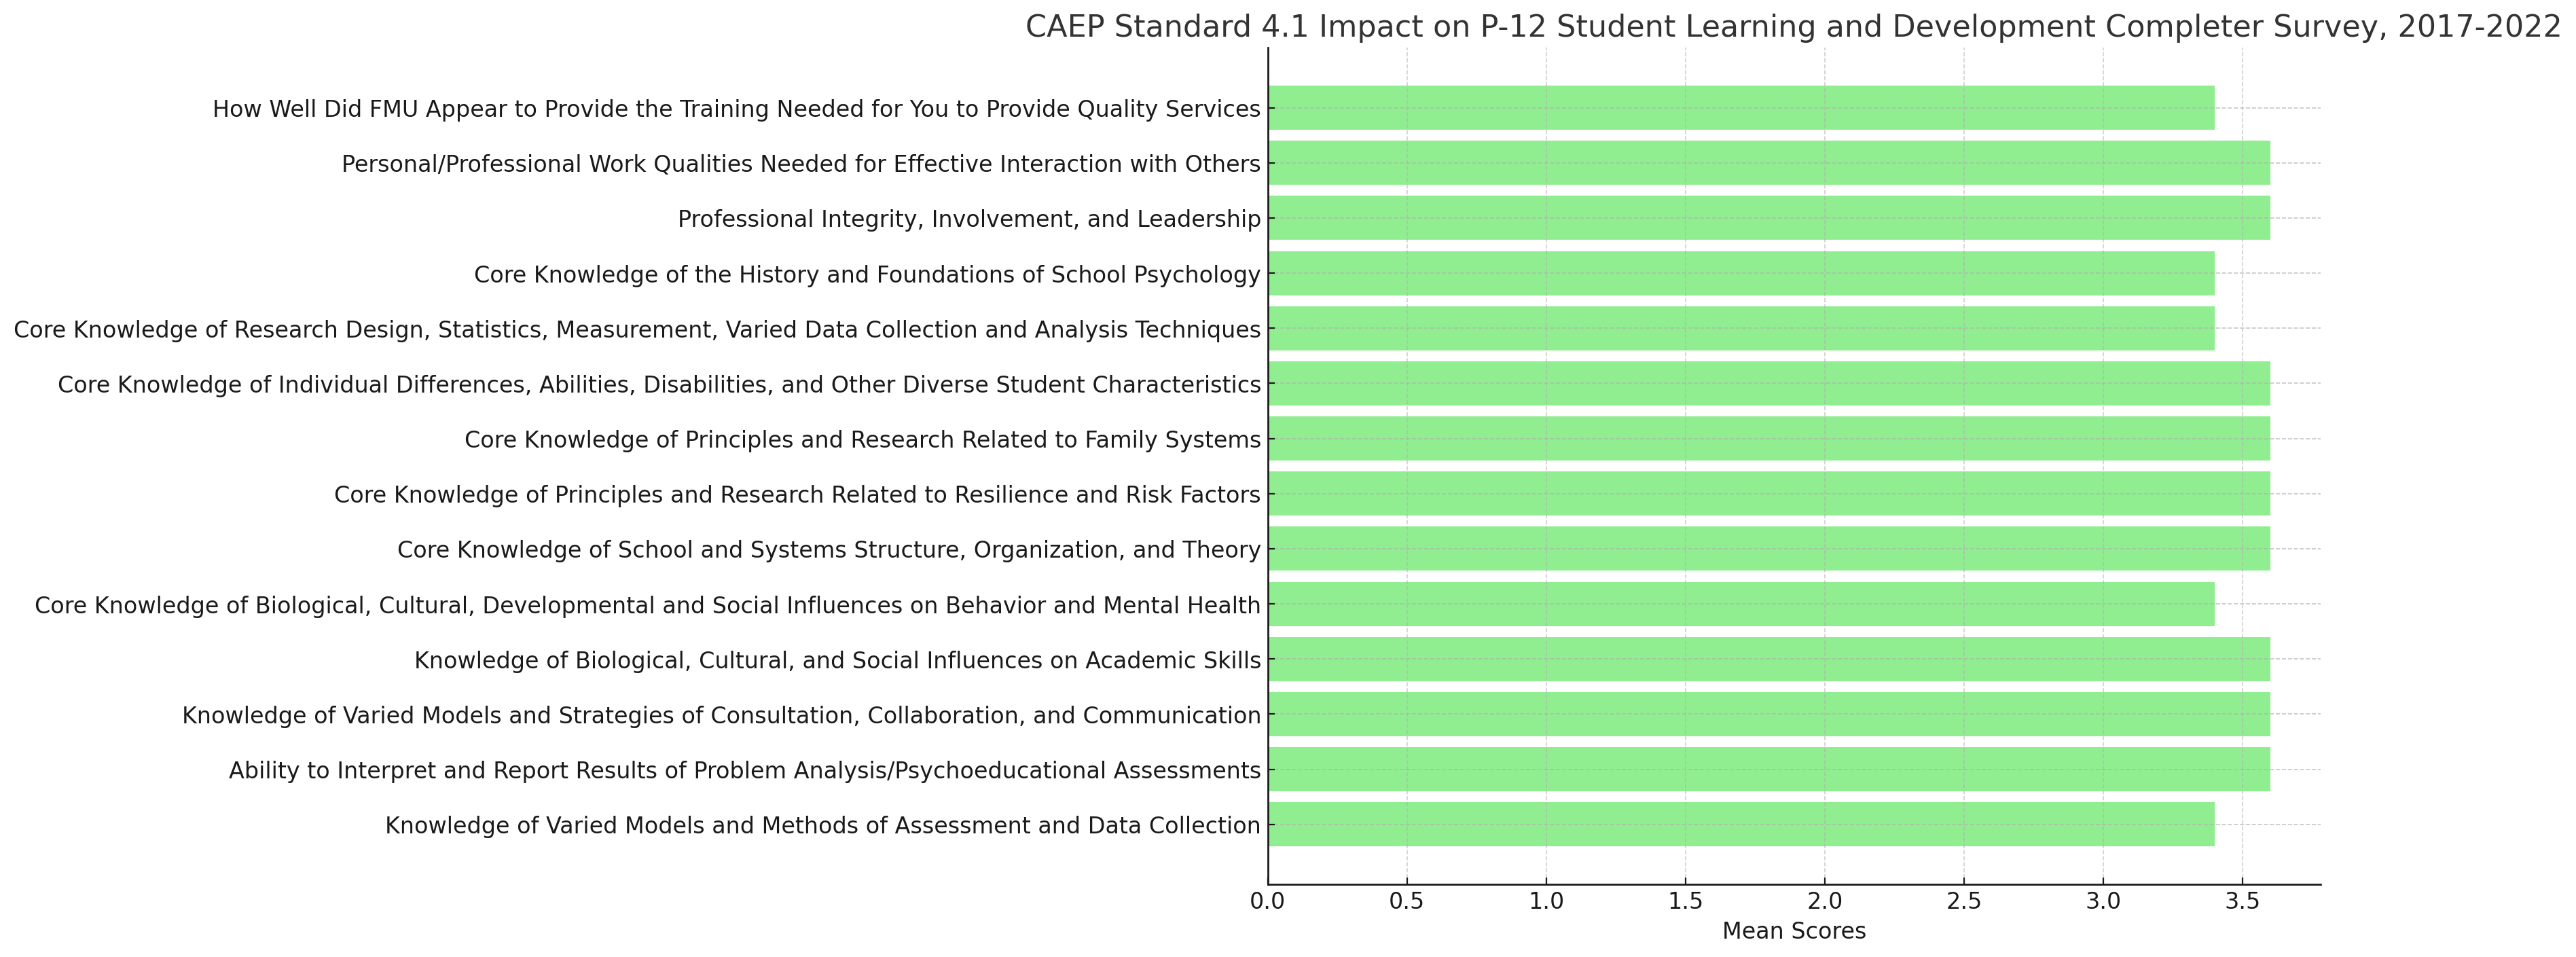 CAEP Standard 4.1 Impact on P-12 Student Learning and Development Completer Survey, 2017-2022
How Well Did FMU Appear to Provide the Training Needed for You to Provide Quality Services
Personal/Professional Work Qualities Needed for Effective Interaction with Others
Professional Integrity, Involvement, and Leadership
Core Knowledge of the History and Foundations of School Psychology
Core Knowledge of Research Design, Statistics, Measurement, Varied Data Collection and Analysis Techniques
Core Knowledge of Individual Differences, Abilities, Disabilities, and Other Diverse Student Characteristics
Core Knowledge of Principles and Research Related to Family Systems
Core Knowledge of Principles and Research Related to Resilience and Risk Factors
Core Knowledge of School and Systems Structure, Organization, and Theory
Core Knowledge of Biological, Cultural, Developmental and Social Influences on Behavior and Mental Health
Knowledge of Biological, Cultural, and Social Influences on Academic Skills
Knowledge of Varied Models and Strategies of Consultation, Collaboration, and Communication
Ability to Interpret and Report Results of Problem Analysis/Psychoeducational Assessments
Knowledge of Varied Models and Methods of Assessment and Data Collection
0.0 0.5 1.0 1.5 2.0 2.5 3.0 3.5
Mean Scores